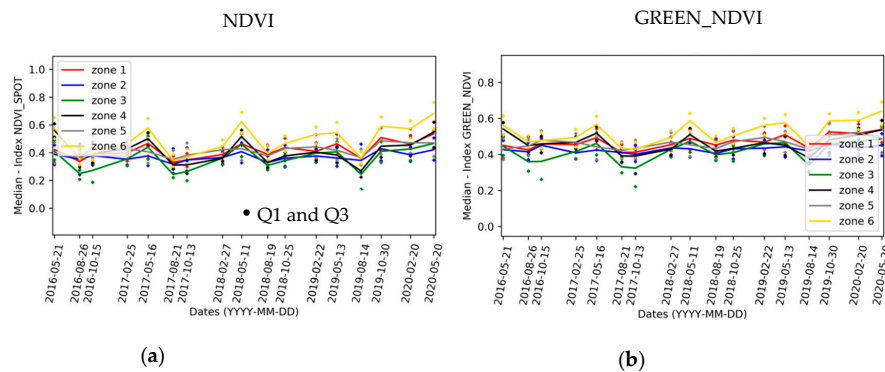 NDVI
Median - Index NDVI_SPOT
1.0
0.8
0.6
0.4
0.2
0.0
zone 1
zone 2
zone 3
zone 4
zone 5
zone 6
Q1 and Q3
2016-05-21
2016-08-26
2016-10-15
2017-02-25
2017-05-16
2017-08-21
2017-10-13
2018-02-27
2018-05-11
2018-08-18
2018-10-25
2019-02-22
2019-05-13
2019-08-14
2019-10-30
2020-02-20
2020-05-20
Dates (YYYY-MM-DD)
(a)
GREEN_NDVI
Median - Index GREEN_NDVI
0.8
0.6
0.4
0.2
0.0
zone 1
zone 2
zone 3
zone 4
zone 5
zone 6
2016-05-21
2016-08-26
2016-10-15
2017-02-25
2017-05-16
2017-08-21
2017-10-13
2018-02-27
2018-05-11
2018-08-18
2018-10-25
2019-02-22
2019-05-13
2019-08-14
2019-10-30
2020-02-20
2020-05-20
Dates (YYYY-MM-DD)
(b)